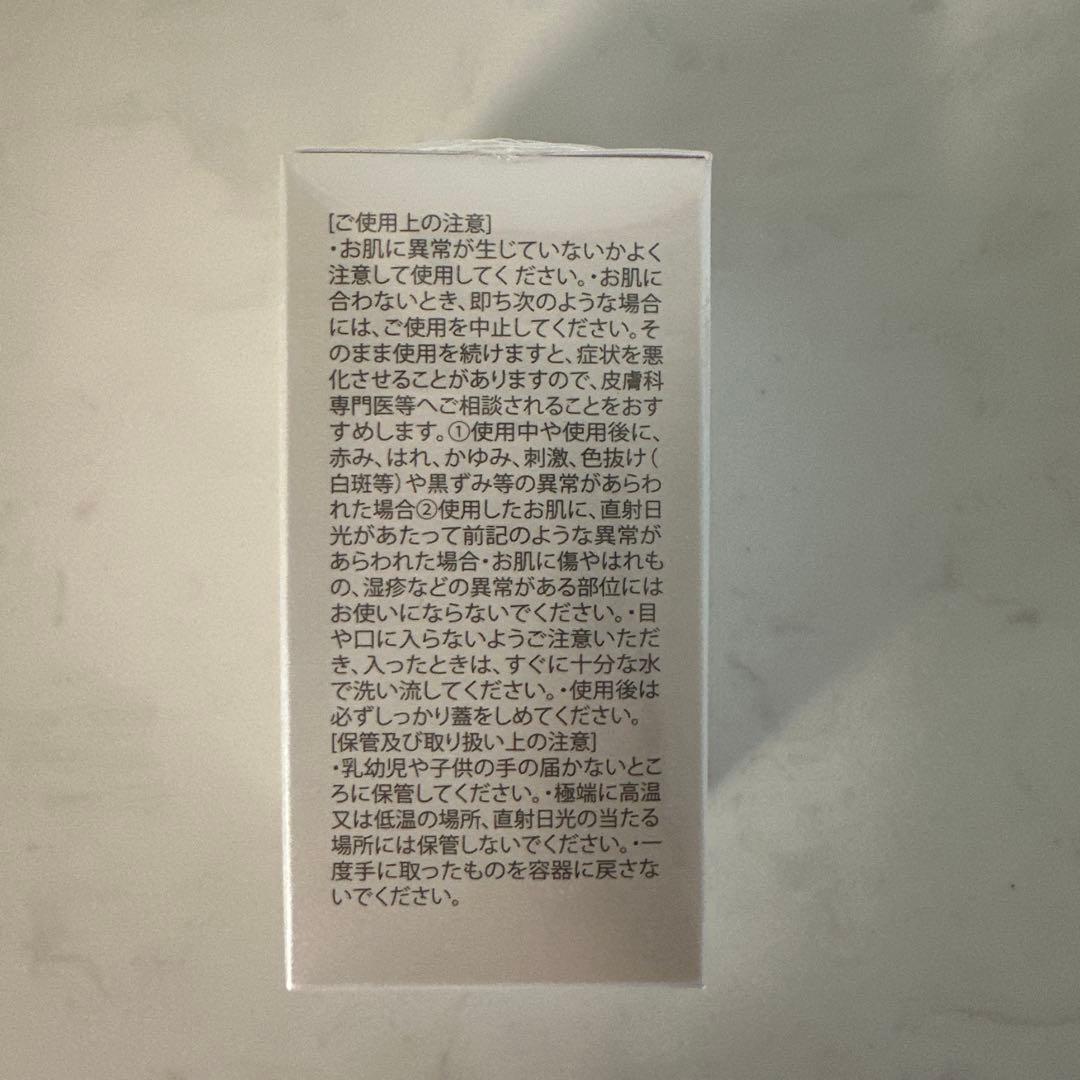 [ご使用上の注意]
・お肌に異常が生じていないかよく
注意して使用してください。・お肌に
合わないとき、即ち次のような場合
には、ご使用を中止してください。そ
のまま使用を続けますと、症状を悪
化させることがありますので、皮膚科
専門医等へご相談されることをおす
すめします。①使用中や使用後に、
赤み、はれ、かゆみ、刺激、色抜け(
白斑等)や黒ずみ等の異常があらわ
れた場合②使用したお肌に、直射日
光があたって前記のような異常が
あらわれた場合・お肌に傷やはれも
の、湿疹などの異常がある部位には
お使いにならないでください。・目
や口に入らないようご注意いただ
き、入ったときは、すぐに十分な水
で洗い流してください。・使用後は
必ずしっかり蓋をしめてください。
[保管及び取り扱い上の注意]
・乳幼児や子供の手の届かないとこ
ろに保管してください。・極端に高温
又は低温の場所、直射日光の当たる
場所には保管しないでください。・一
度手に取ったものを容器に戻さな
いでください。